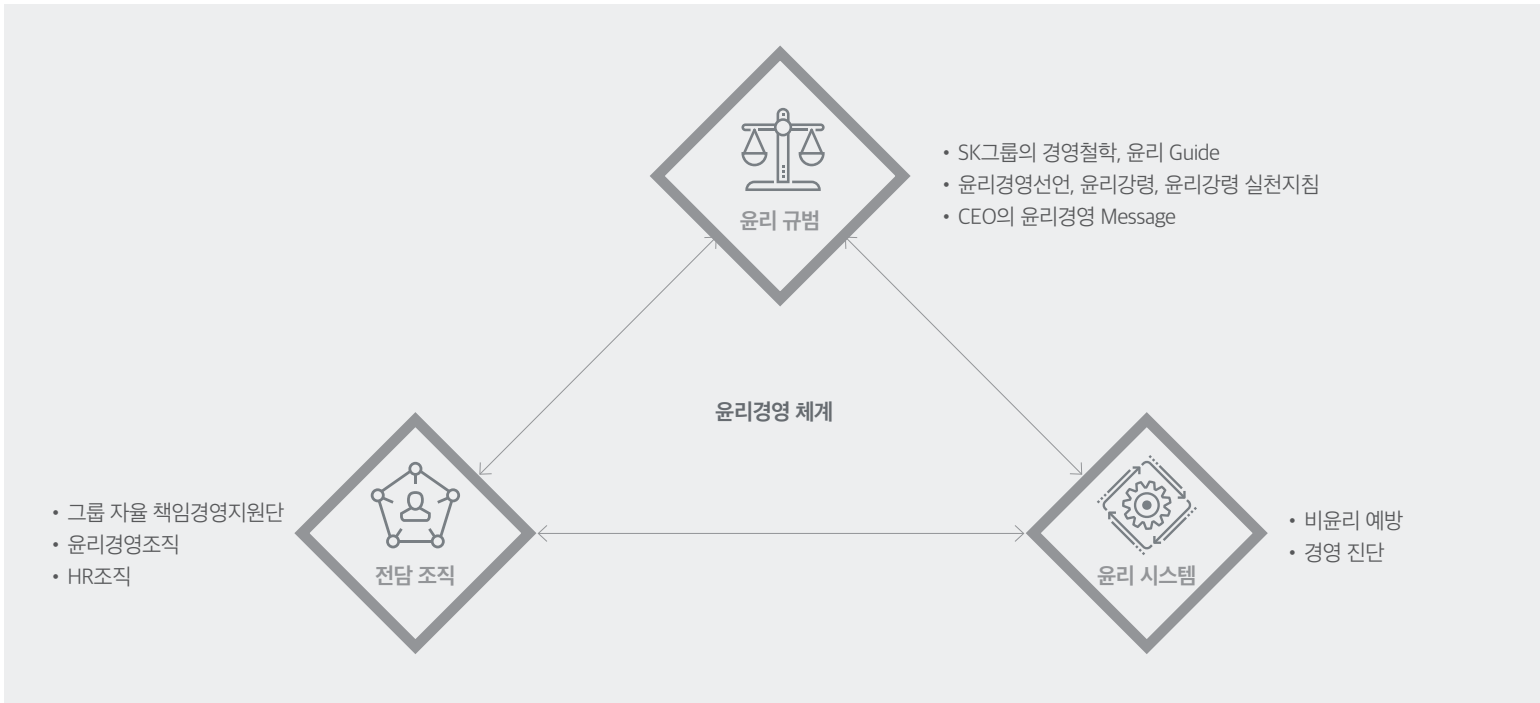 • SK그룹의 경영철학, 윤리 Guide
• 윤리경영선언, 윤리강령, 윤리강령 실천지침
• CEO의 윤리경영 Message
윤리 규범
윤리경영 체계
• 그룹 자율 책임경영지원단
• 윤리경영조직
• HR조직
전담 조직
윤리 시스템
• 비윤리 예방
• 경영 진단